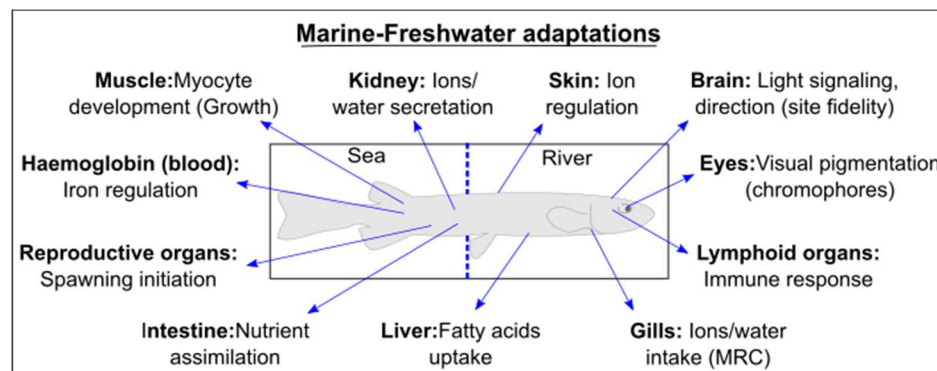 Marine-Freshwater adaptations
Muscle:Myocyte
development (Growth)
Kidney: Ions/
water secretation
Skin: Ion
regulation
Brain: Light signaling,
direction (site fidelity)
Sea
River
Haemoglobin (blood):
Iron regulation
Eyes:Visual pigmentation
(chromophores)
Reproductive organs:
Spawning initiation
Lymphoid organs:
Immune response
Intestine:Nutrient
assimilation
Liver:Fatty acids
uptake
Gills: Ions/water
intake (MRC)